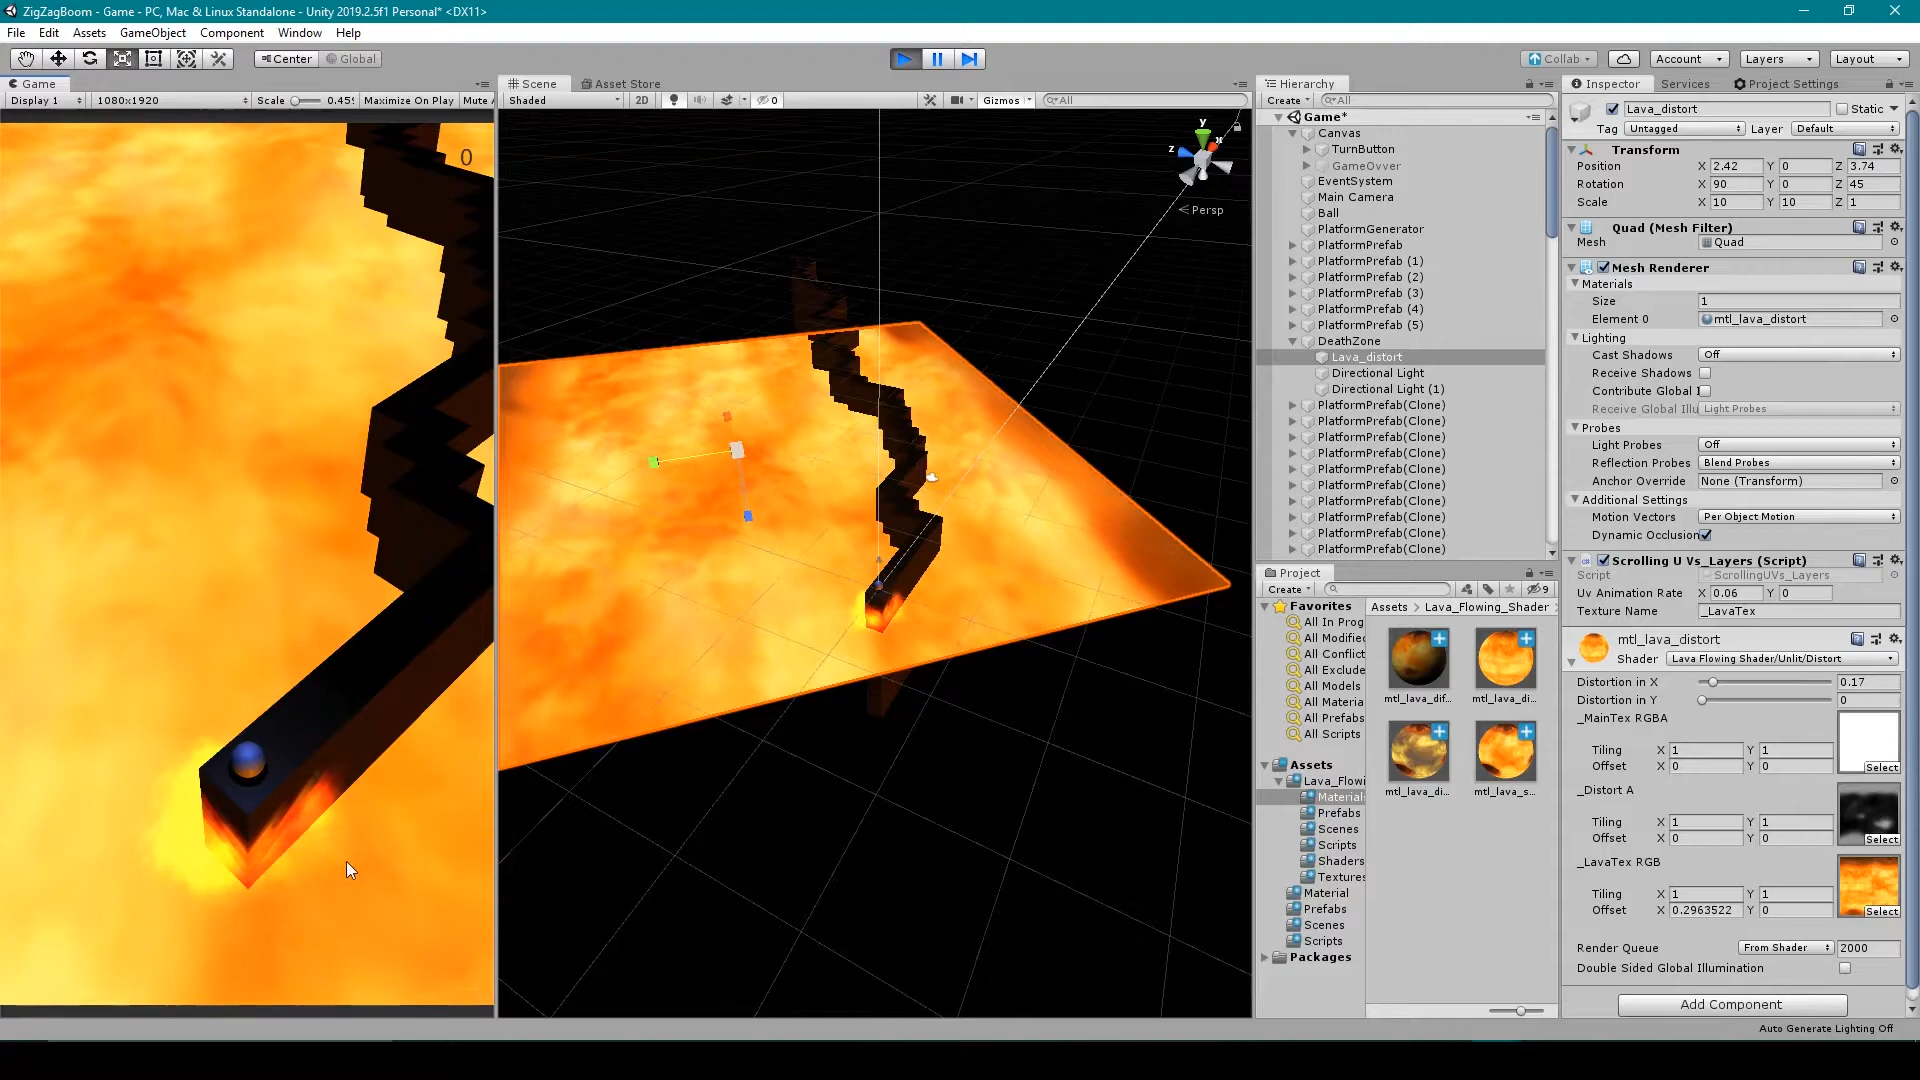 ZigZagBoom - Game - PC, Mac & Linux Standalone - Unity 2019.2.5f1 Personal* <DX11>
File Edit Assets GameObject Component Window Help
Center Global
Collab Account Layers Layout
Game
Display 1 1080x1920 Scale 0.45 Maximize On Play Mute
0
Scene Asset Store
Shaded 2D 0 Gizmos All
y
x
z
Persp
Hierarchy
Create All
Game*
Canvas
TurnButton
GameOvver
EventSystem
Main Camera
Ball
PlatformGenerator
PlatformPrefab
PlatformPrefab (1)
PlatformPrefab (2)
PlatformPrefab (3)
PlatformPrefab (4)
PlatformPrefab (5)
DeathZone
Lava_distort
Directional Light
Directional Light (1)
PlatformPrefab(Clone)
PlatformPrefab(Clone)
PlatformPrefab(Clone)
PlatformPrefab(Clone)
PlatformPrefab(Clone)
PlatformPrefab(Clone)
PlatformPrefab(Clone)
PlatformPrefab(Clone)
PlatformPrefab(Clone)
PlatformPrefab(Clone)
Project
Create 9
Favorites
All In Prog
All Modifie
All Conflict
All Exclude
All Models
All Materia
All Prefabs
All Scripts
Assets
Lava_Flowi
Material
Prefabs
Scenes
Scripts
Shaders
Textures
Material
Prefabs
Scenes
Scripts
Packages
Assets > Lava_Flowing_Shader >
mtl_lava_dif...
mtl_lava_di...
mtl_lava_di...
mtl_lava_s...
Inspector Services Project Settings
Lava_distort Static
Tag Untagged Layer Default
Transform
Position X 2.42 Y 0 Z 3.74
Rotation X 90 Y 0 Z 45
Scale X 10 Y 10 Z 1
Quad (Mesh Filter)
Mesh Quad
Mesh Renderer
Materials
Size 1
Element 0 mtl_lava_distort
Lighting
Cast Shadows Off
Receive Shadows
Contribute Global I
Receive Global Illu Light Probes
Probes
Light Probes Off
Reflection Probes Blend Probes
Anchor Override None (Transform)
Additional Settings
Motion Vectors Per Object Motion
Dynamic Occlusion
Scrolling U Vs_Layers (Script)
Script ScrollingUVs_Layers
Uv Animation Rate X 0.06 Y 0
Texture Name _LavaTex
mtl_lava_distort
Shader Lava Flowing Shader/Unlit/Distort
Distortion in X 0.17
Distortion in Y 0
_MainTex RGBA
Tiling X 1 Y 1
Offset X 0 Y 0
Select
_Distort A
Tiling X 1 Y 1
Offset X 0 Y 0
Select
_LavaTex RGB
Tiling X 1 Y 1
Offset X 0.2963522 Y 0
Select
Render Queue From Shader 2000
Double Sided Global Illumination
Add Component
Auto Generate Lighting Off